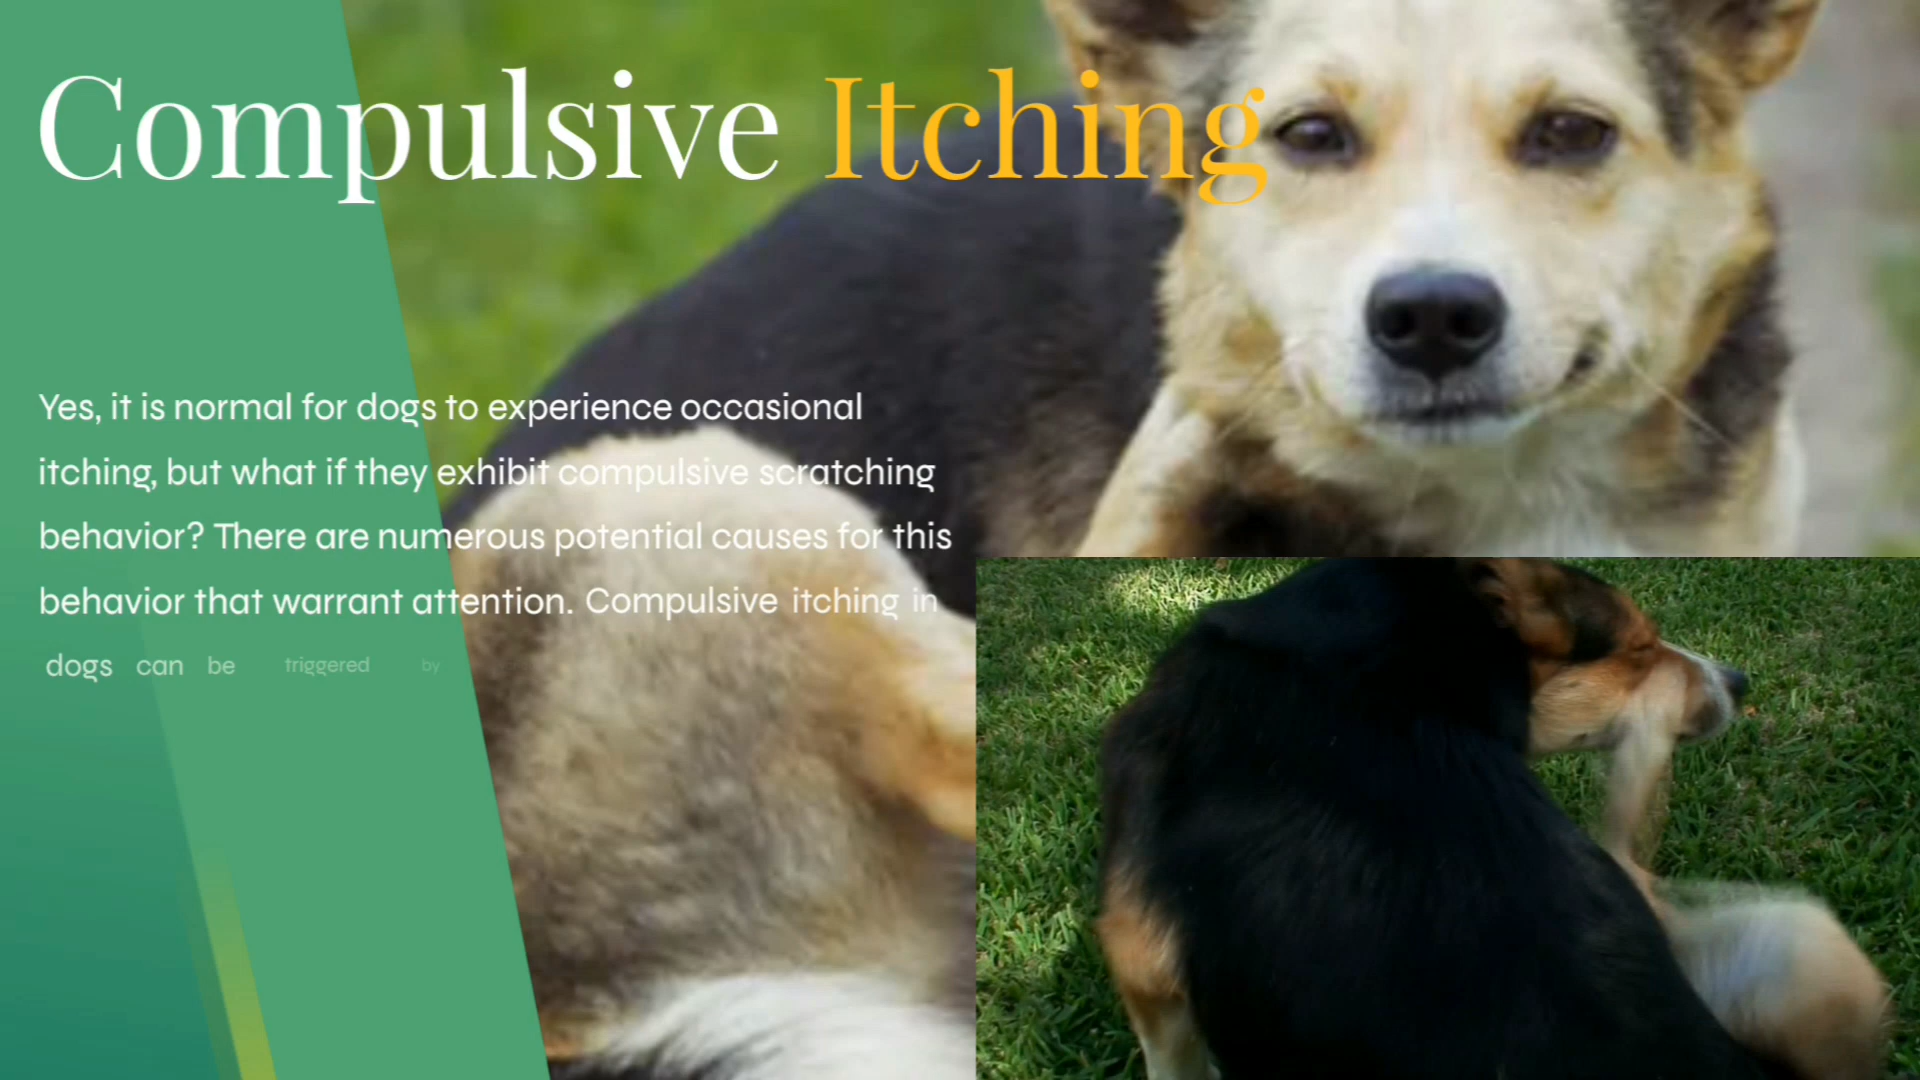 Compulsive Itching
Yes, it is normal for dogs to experience occasional
itching, but what if they exhibit compulsive scratching
behavior? There are numerous potential causes for this
behavior that warrant attention. Compulsive itching in
dogs can be triggered by